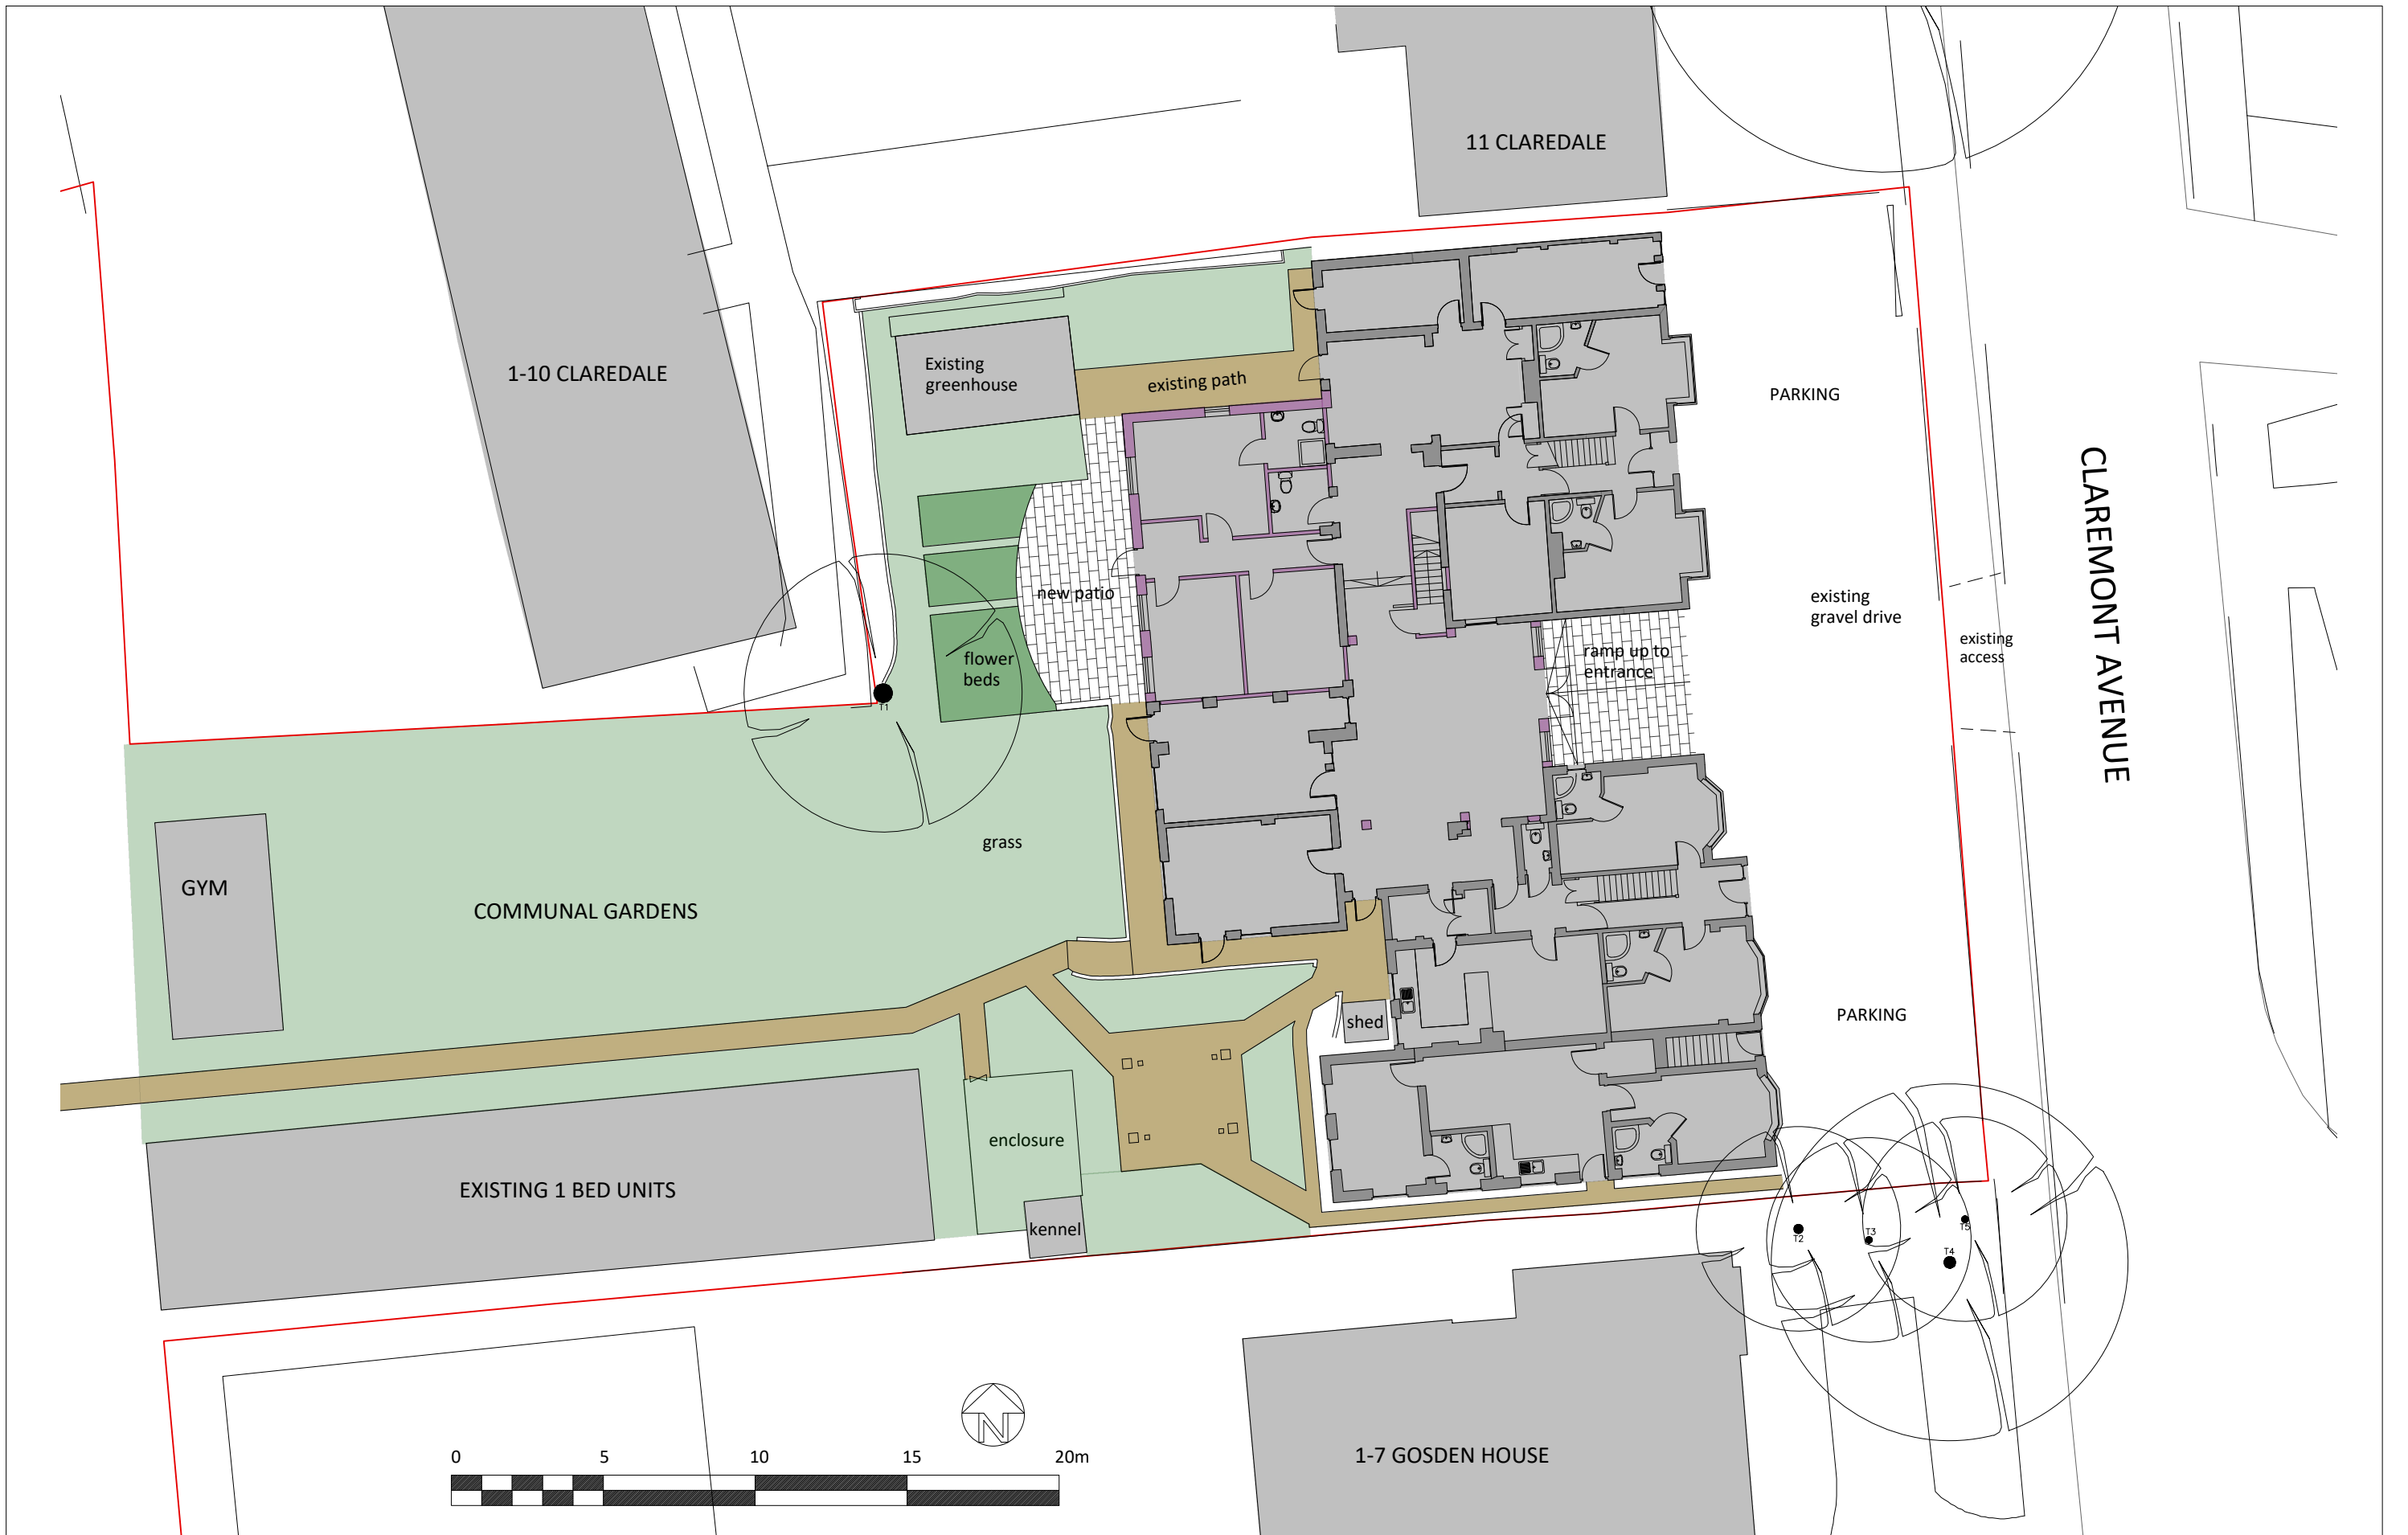 11 CLAREDALE
1-10 CLAREDALE
Existing
greenhouse
existing path
PARKING
CLAREMONT AVENUE
new patio
existing
gravel drive
existing
access
flower
beds
ramp up to
entrance
T1
grass
GYM
COMMUNAL GARDENS
shed
PARKING
enclosure
EXISTING 1 BED UNITS
kennel
T2
T3
T5
T4
N
1-7 GOSDEN HOUSE
0 5 10 15 20m